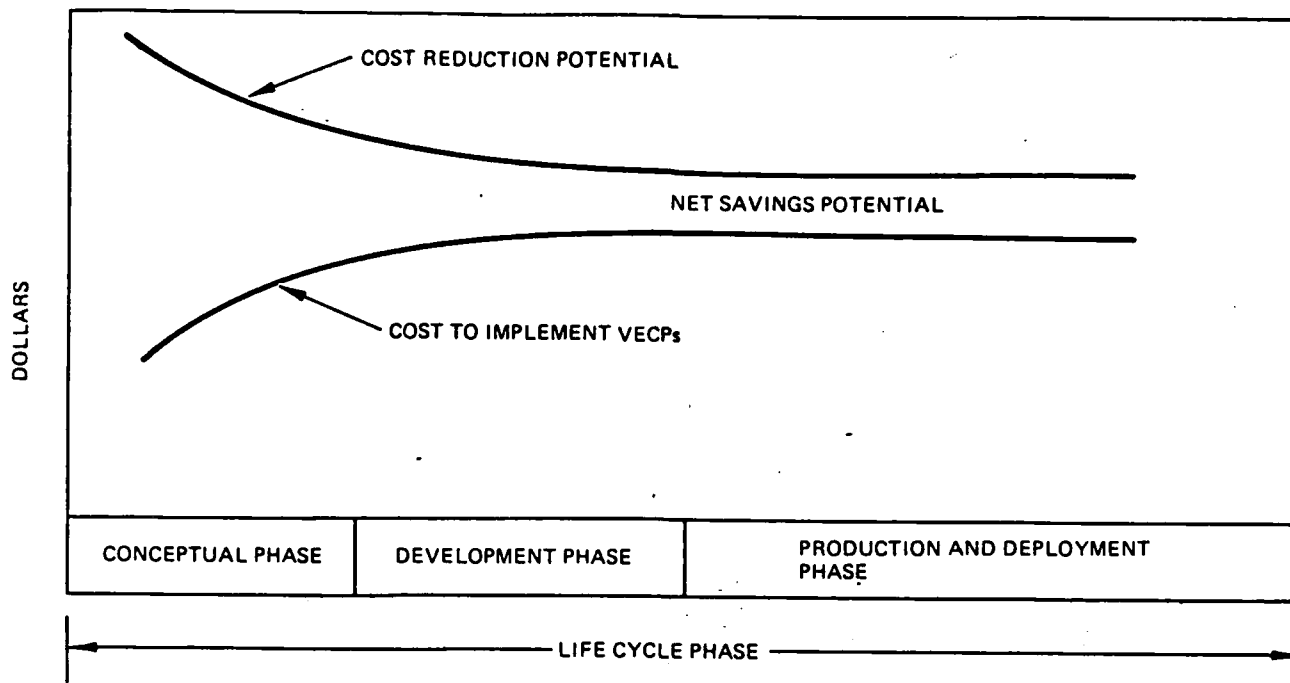 COST REDUCTION POTENTIAL
NET SAVINGS POTENTIAL
COST TO IMPLEMENT VECPs
DOLLARS
CONCEPTUAL PHASE
DEVELOPMENT PHASE
PRODUCTION AND DEPLOYMENT
PHASE
LIFE CYCLE PHASE